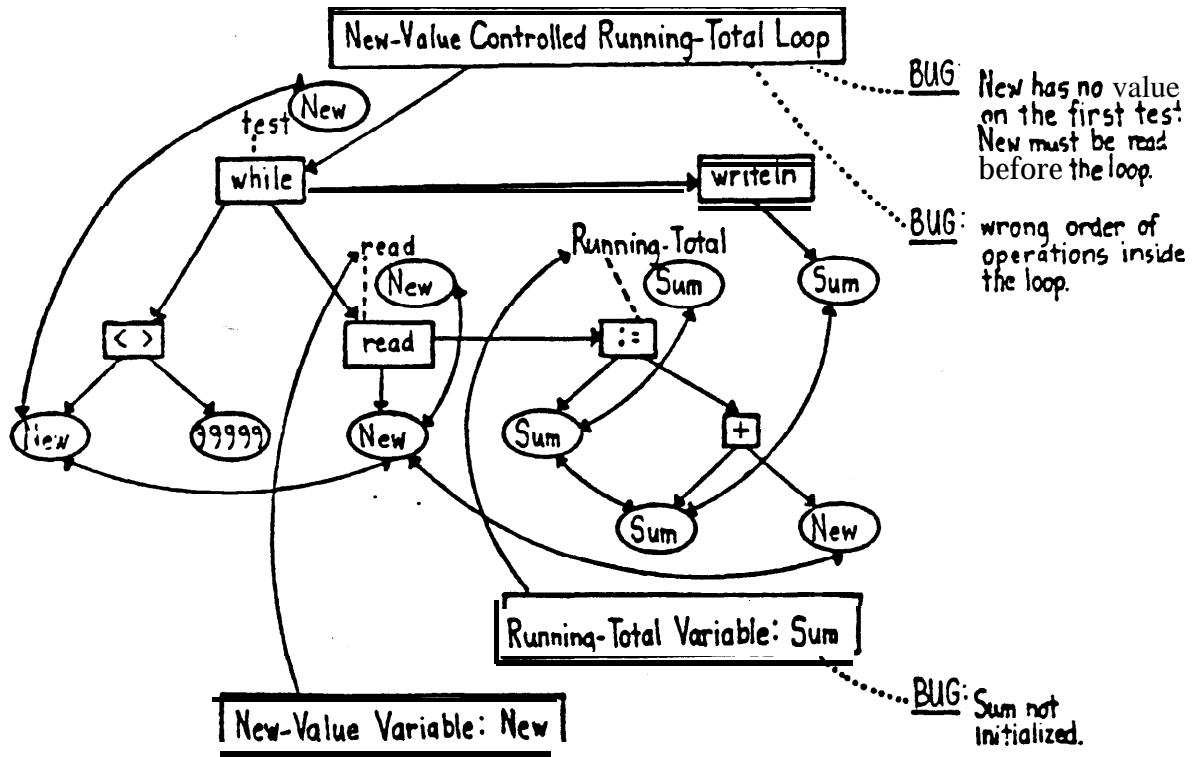 New-Value Controlled Running-Total Loop
BUG: New has no value
on the first test.
New must be read
before the loop.
New
test
while
writeln
BUG: wrong order of
operations inside
the loop.
read
New
Running-Total
Sum
Sum
< >
read
:=
New
99999
New
Sum
+
Sum
New
Running-Total Variable: Sum
BUG: Sum not
initialized.
New-Value Variable: New